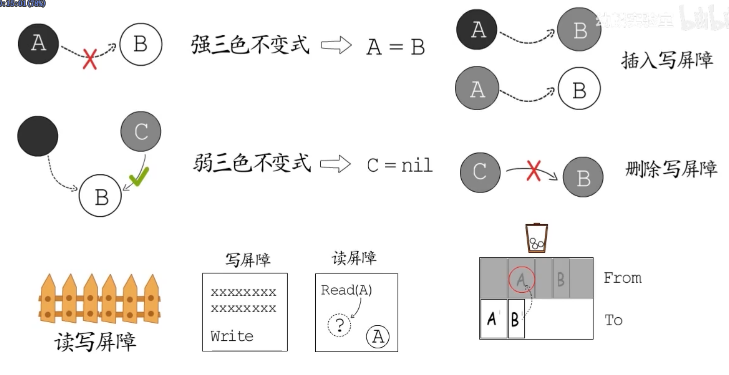 A
B
强三色不变式
A = B
A
B
A
B
插入写屏障
C
B
弱三色不变式
C = nil
C
B
删除写屏障
读写屏障
写屏障
xxxxxxxx
xxxxxxxx
Write
读屏障
Read(A)
?
A
A
B
From
A
B
To